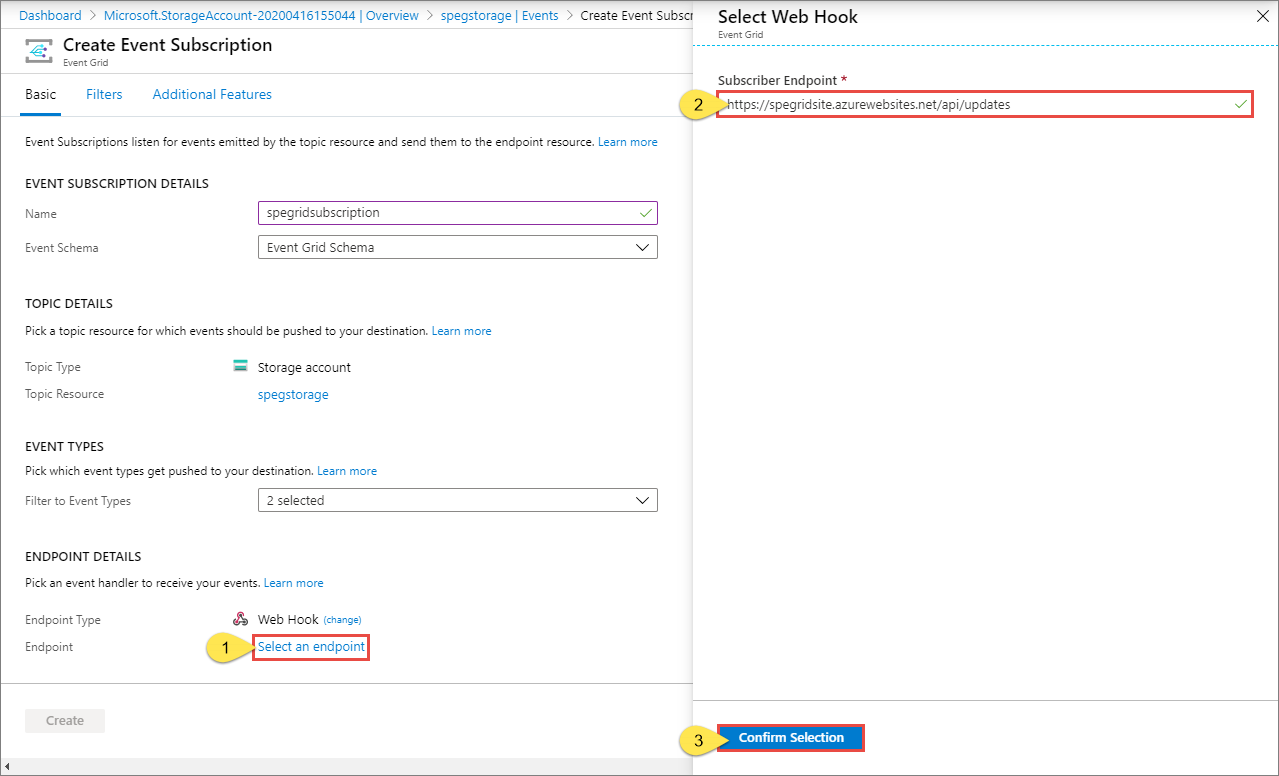 Dashboard > Microsoft.StorageAccount-20200416155044 | Overview > spegstorage | Events > Create Event Subscr
Create Event Subscription
Event Grid
Basic Filters Additional Features
Event Subscriptions listen for events emitted by the topic resource and send them to the endpoint resource. Learn more
EVENT SUBSCRIPTION DETAILS
Name spegridsubscription
Event Schema Event Grid Schema
TOPIC DETAILS
Pick a topic resource for which events should be pushed to your destination. Learn more
Topic Type Storage account
Topic Resource spegstorage
EVENT TYPES
Pick which event types get pushed to your destination. Learn more
Filter to Event Types 2 selected
ENDPOINT DETAILS
Pick an event handler to receive your events. Learn more
Endpoint Type Web Hook (change)
Endpoint 1 Select an endpoint
Create
Select Web Hook
Event Grid
Subscriber Endpoint *
2 https://spegridsite.azurewebsites.net/api/updates
3 Confirm Selection